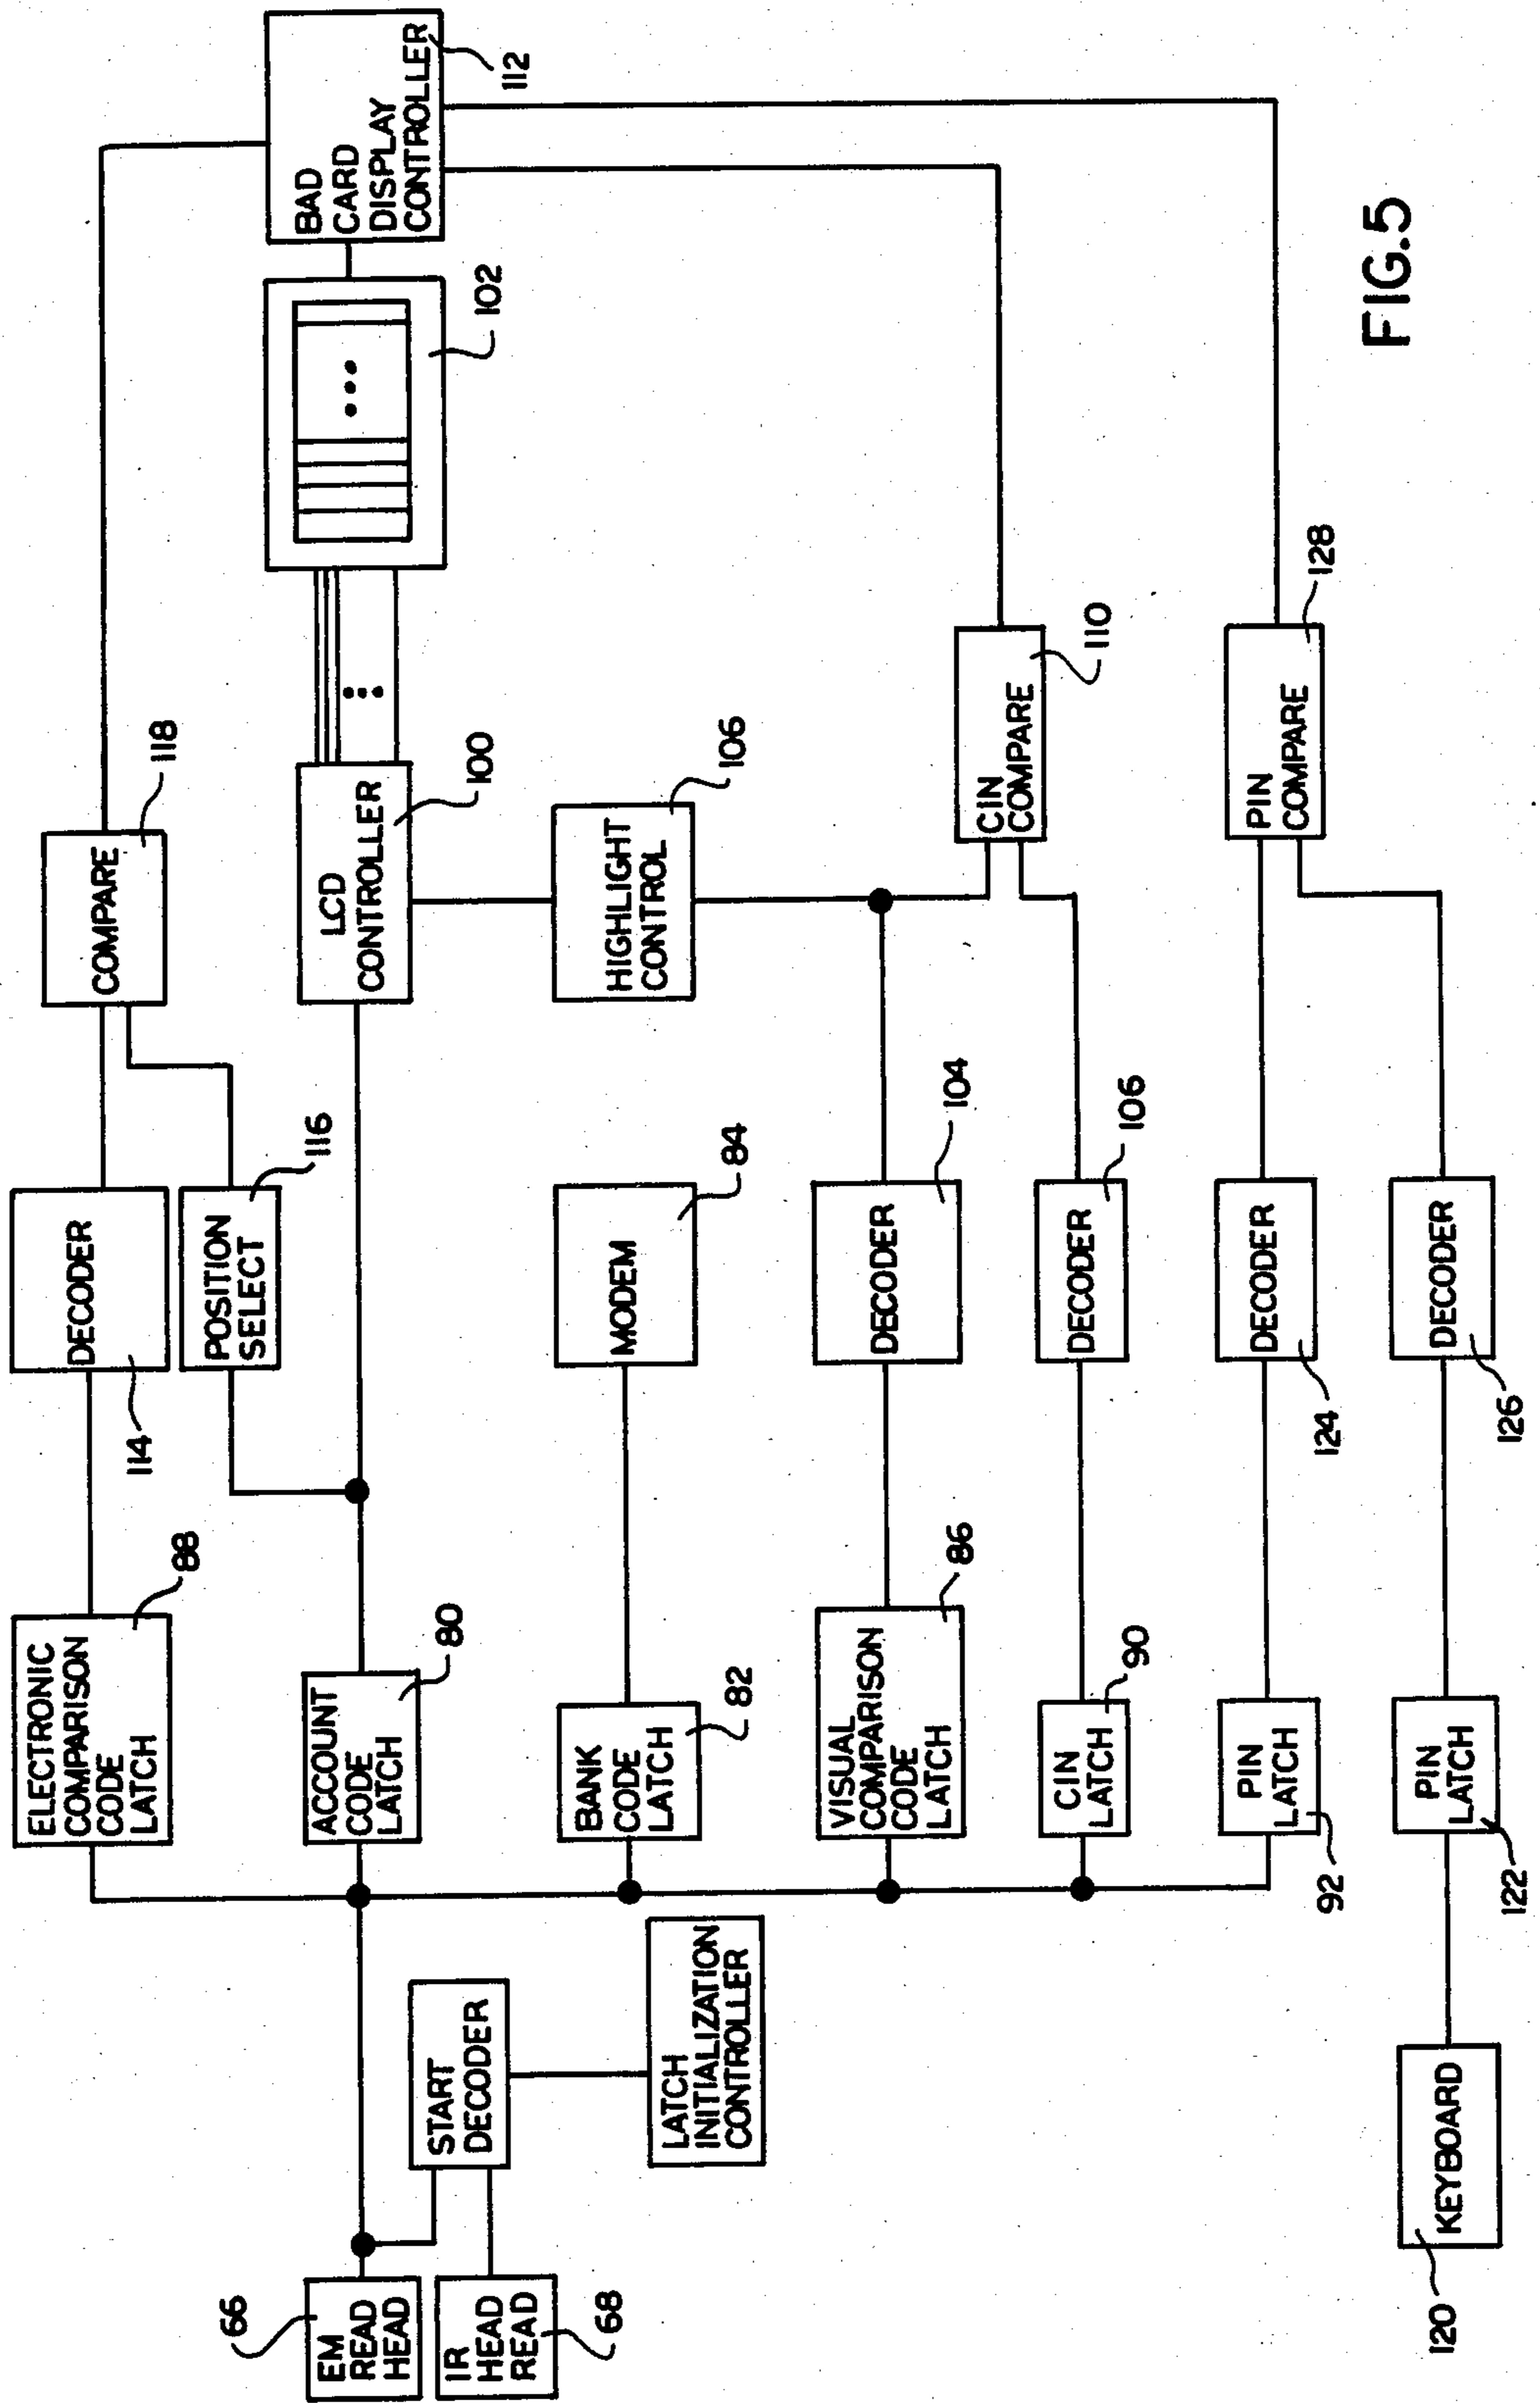 ELECTRONIC
COMPARISON
CODE
LATCH
88
DECODER
114
COMPARE
118
POSITION
SELECT
116
EM
READ
HEAD
66
ACCOUNT
CODE
LATCH
80
LCD
CONTROLLER
100
102
BAD
CARD
DISPLAY
CONTROLLER
112
IR
HEAD
READ
68
START
DECODER
LATCH
INITIALIZATION
CONTROLLER
BANK
CODE
LATCH
82
MODEM
84
HIGHLIGHT
CONTROL
106
VISUAL
COMPARISON
CODE
LATCH
86
DECODER
104
CIN
LATCH
90
DECODER
106
CIN
COMPARE
110
PIN
LATCH
92
DECODER
124
PIN
COMPARE
128
KEYBOARD
120
PIN
LATCH
122
DECODER
126
FIG.5